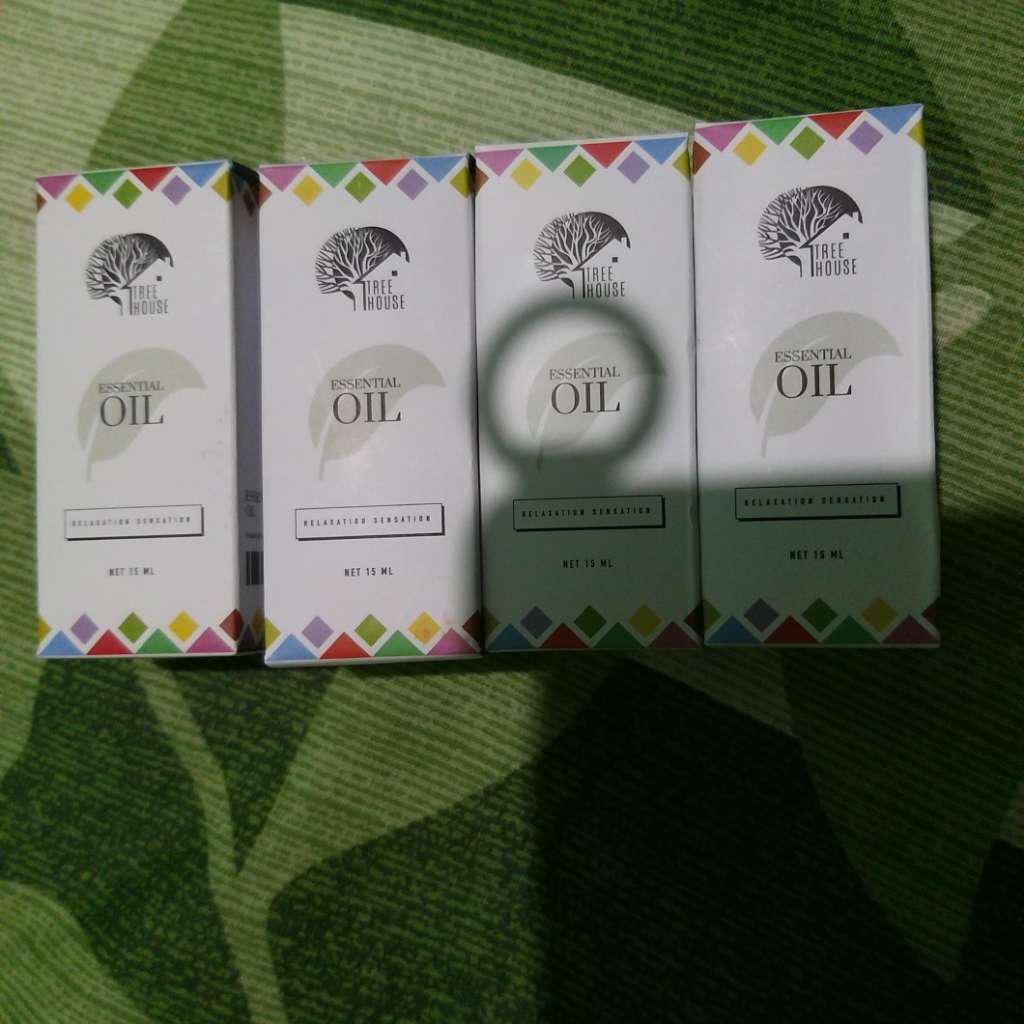 TREE
HOUSE
ESSENTIAL
OIL
RELAXATION SENSATION
NET 15 ML
OIL
TREE
HOUSE
ESSENTIAL
OIL
RELAXATION SENSATION
NET 15 ML
TREE
HOUSE
ESSENTIAL
OIL
RELAXATION SENSATION
NET 15 ML
TREE
HOUSE
ESSENTIAL
OIL
RELAXATION SENSATION
NET 15 ML